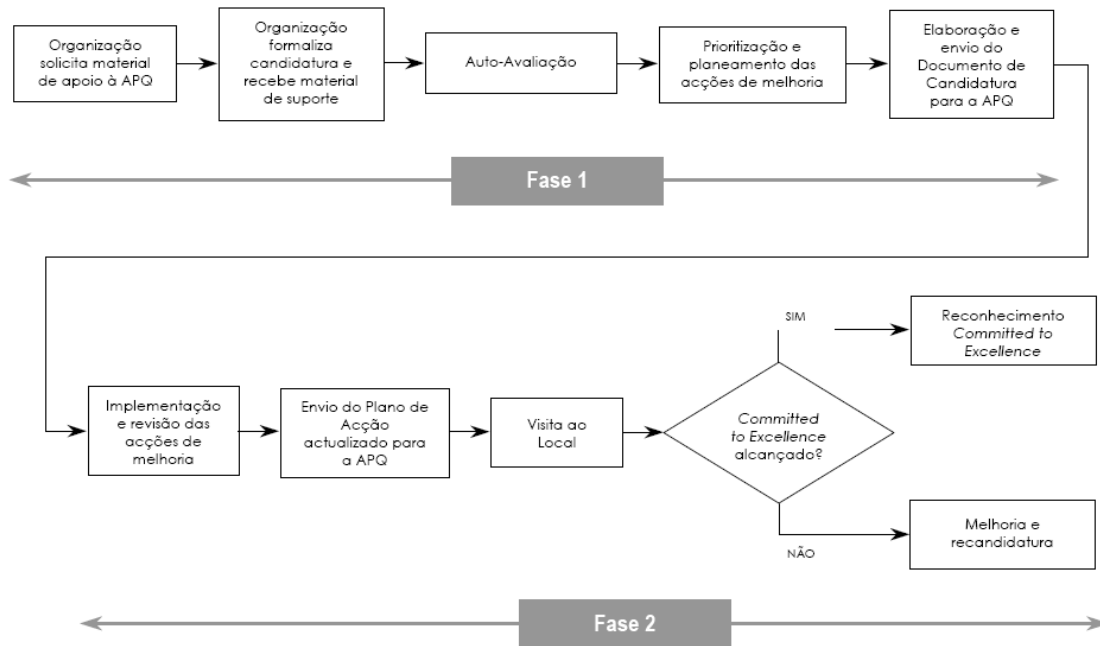 Organização
solicita material
de apoio à APQ
Organização
formaliza
candidatura e
recebe material
de suporte
Auto-Avaliação
Prioritização e
planeamento das
acções de melhoria
Elaboração e
envio do
Documento de
Candidatura
para a APQ
Fase 1
Implementação
e revisão das
acções de
melhoria
Envio do Plano de
Acção
actualizado para
a APQ
Visita ao
Local
Committed
to Excellence
alcançado?
SIM
Reconhecimento
Committed to
Excellence
NÃO
Melhoria e
recandidatura
Fase 2